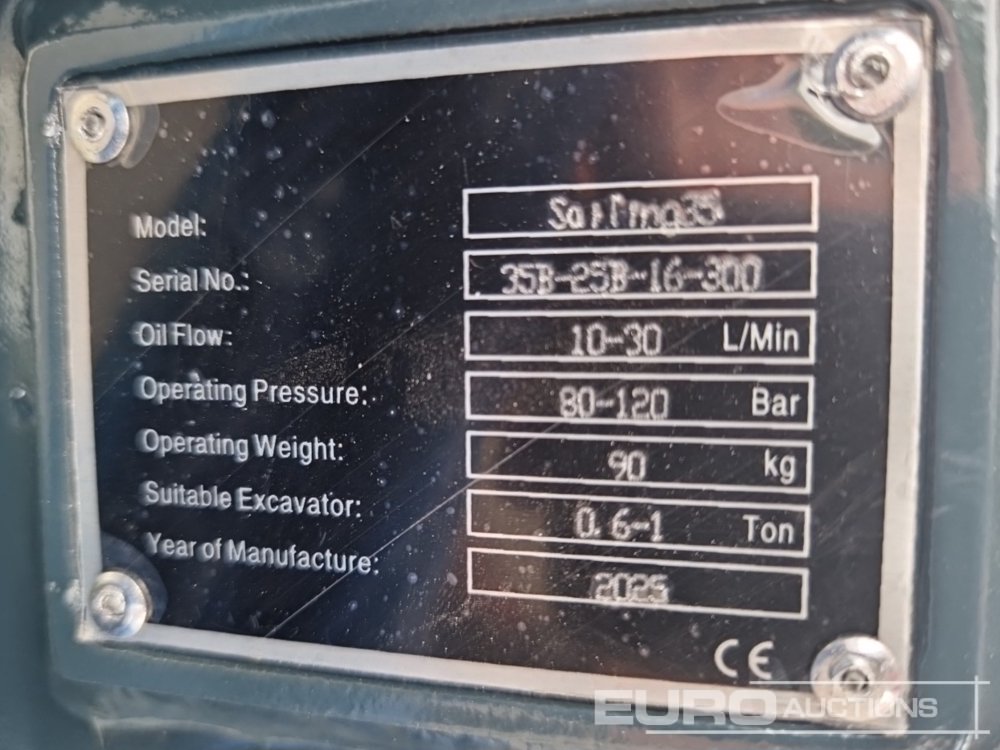 Model: Sarfmg35
Serial No.: 35B-25B-16-300
Oil Flow: 10-30 L/Min
Operating Pressure: 80-120 Bar
Operating Weight: 90 kg
Suitable Excavator: 0.6-1 Ton
Year of Manufacture: 2025
CE
EURO AUCTIONS